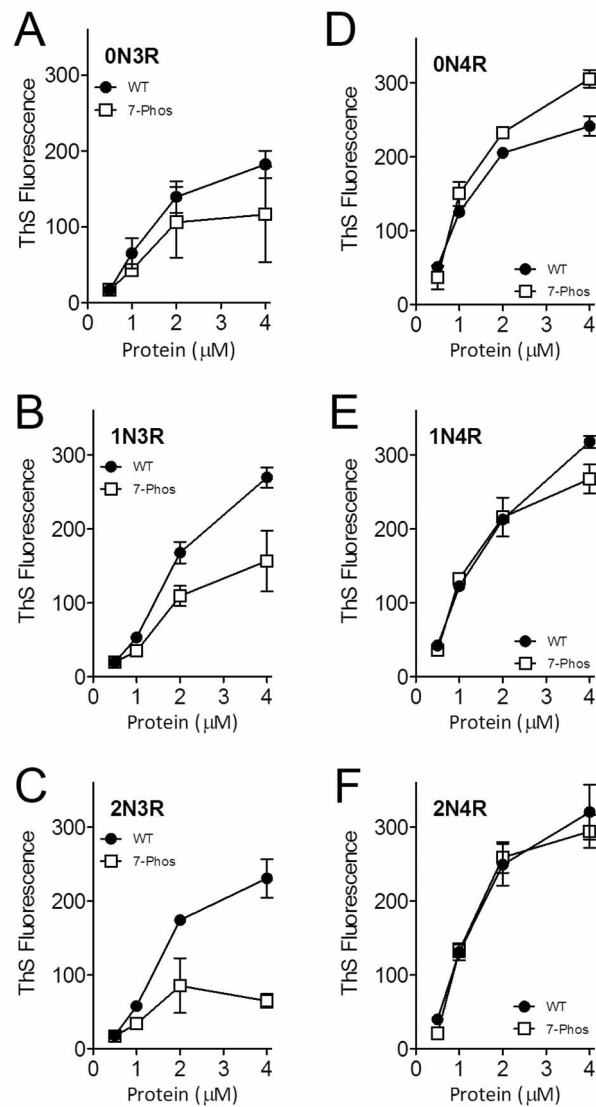 A
0N3R
WT
7-Phos
ThS Fluorescence
300
200
100
0
0 1 2 3 4
Protein (μM)
B
1N3R
WT
7-Phos
ThS Fluorescence
300
200
100
0
0 1 2 3 4
Protein (μM)
C
2N3R
WT
7-Phos
ThS Fluorescence
300
200
100
0
0 1 2 3 4
Protein (μM)
D
0N4R
ThS Fluorescence
300
200
100
0
WT
7-Phos
0 1 2 3 4
Protein (μM)
E
1N4R
ThS Fluorescence
300
200
100
0
WT
7-Phos
0 1 2 3 4
Protein (μM)
F
2N4R
ThS Fluorescence
300
200
100
0
WT
7-Phos
0 1 2 3 4
Protein (μM)